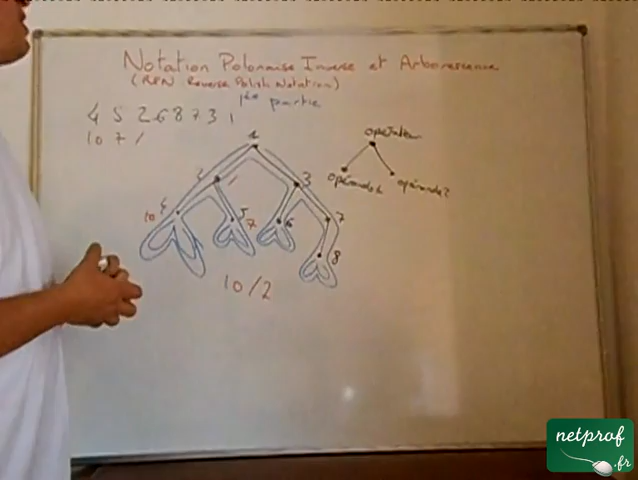 Notation Polonaise Inverse et Arborescence
(RPN Reverse Polish Notation)
1ère partie
4 5 2 6 8 7 3 1
10 7 /
opérateur
opérande1 opérande2
1
2 / 3
10 4 5 7 6 7
8
10/2
netprof
.fr